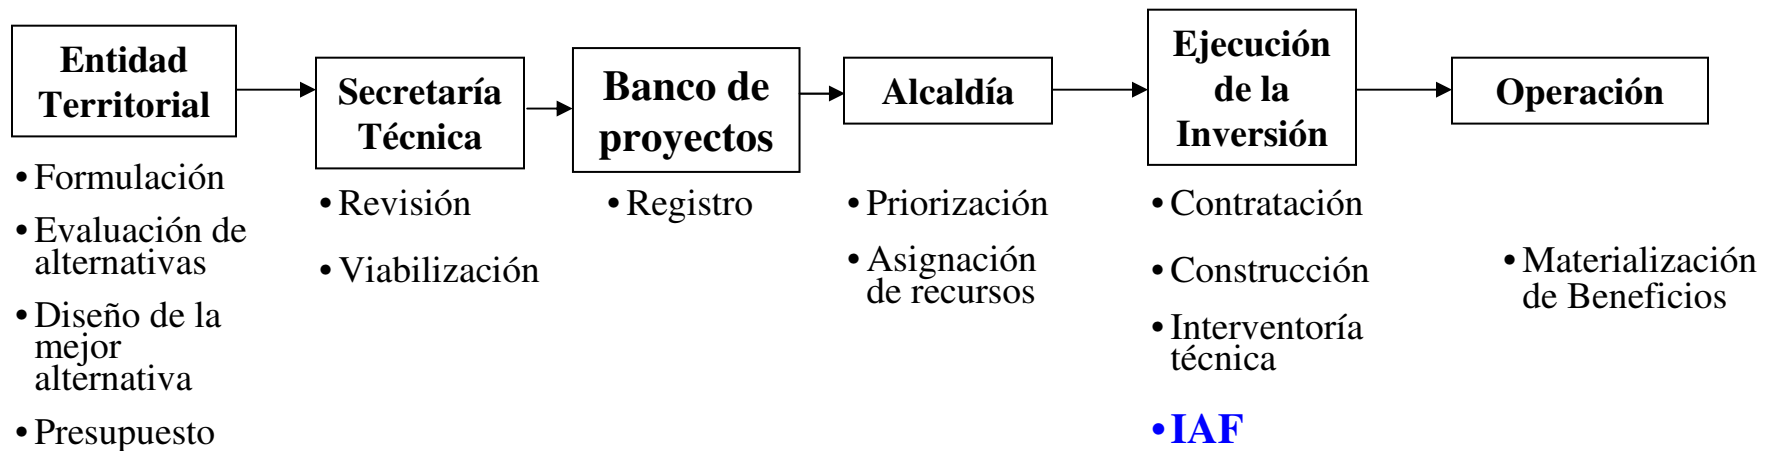 Entidad
Territorial
Secretaría
Técnica
Banco de
proyectos
Alcaldía
Ejecución
de la
Inversión
Operación
• Formulación
• Evaluación de
alternativas
• Diseño de la
mejor
alternativa
• Presupuesto
• Revisión
• Viabilización
• Registro
• Priorización
• Asignación
de recursos
• Contratación
• Construcción
• Interventoría
técnica
• IAF
• Materialización
de Beneficios